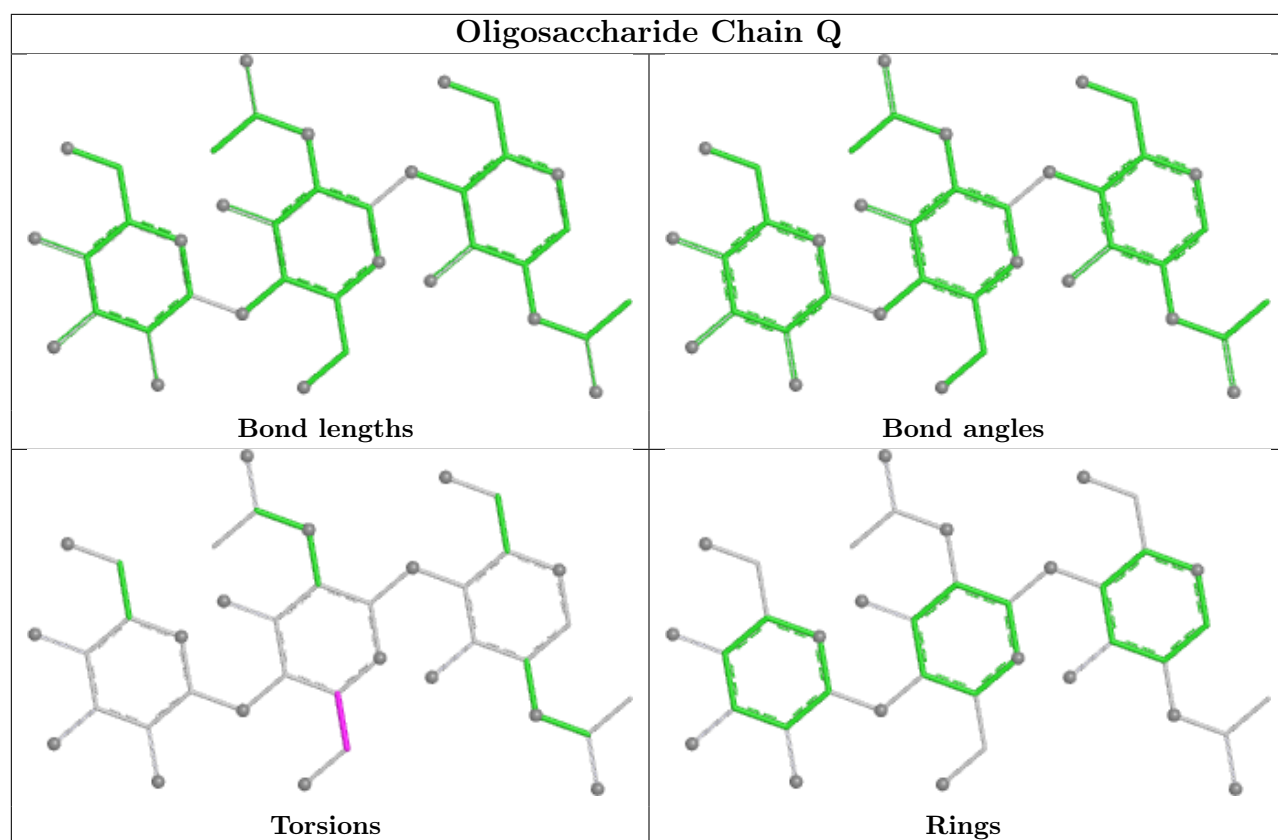 Oligosaccharide Chain Q
Bond lengths
Bond angles
Torsions
Rings